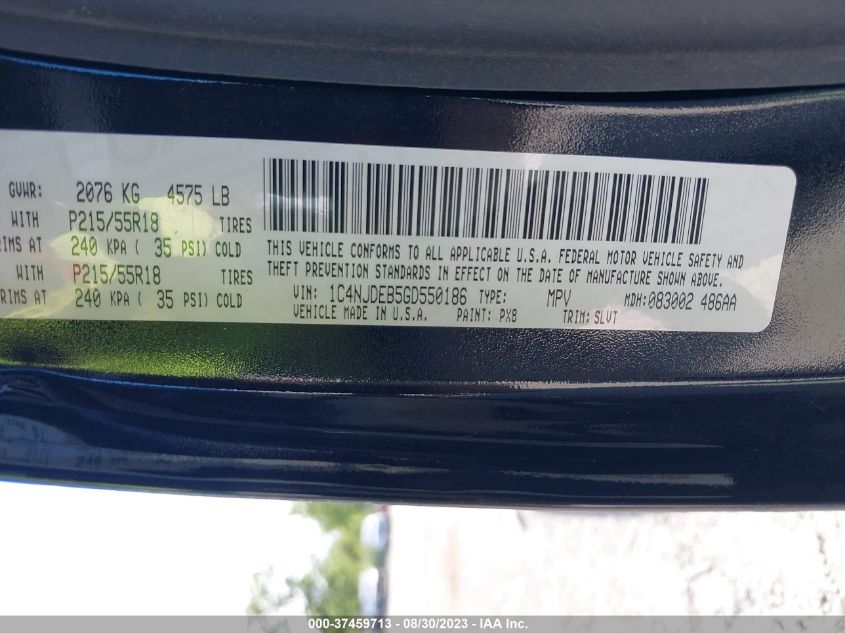 GVWR: 2076 KG 4575 LB
WITH P215/55R18 TIRES
RIMS AT 240 KPA ( 35 PSI) COLD
WITH P215/55R18 TIRES
RIMS AT 240 KPA ( 35 PSI) COLD
THIS VEHICLE CONFORMS TO ALL APPLICABLE U.S.A. FEDERAL MOTOR VEHICLE SAFETY AND
THEFT PREVENTION STANDARDS IN EFFECT ON THE DATE OF MANUFACTURE SHOWN ABOVE.
VIN: 1C4NJDEB5GD550186 TYPE: MPV MDH:083002 486AA
VEHICLE MADE IN U.S.A. PAINT: PX8 TRIM: SLVT
000-37459713 - 08/30/2023 - IAAI Inc.